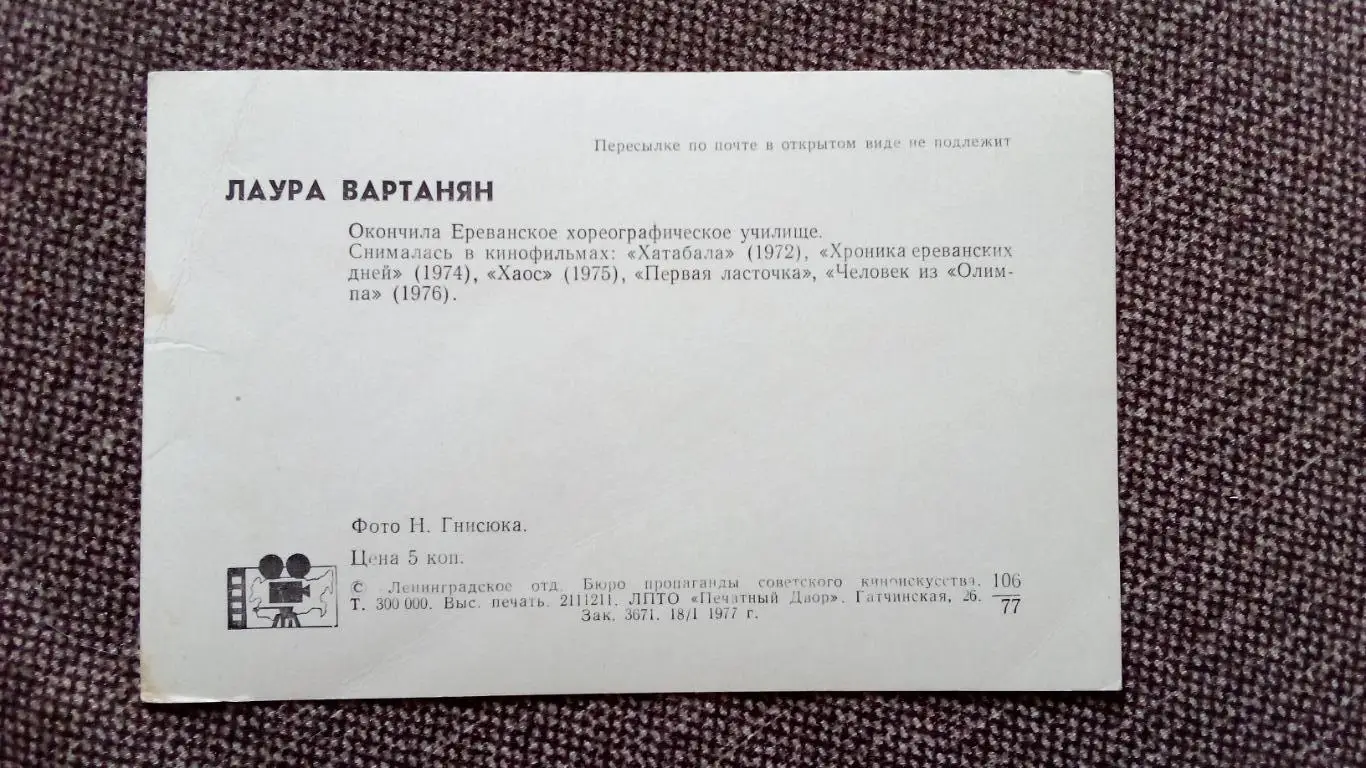 Пересылке по почте в открытом виде не подлежит
ЛАУРА ВАРТАНЯН
Окончила Ереванское хореографическое училище.
Снималась в кинофильмах: «Хатабала» (1972), «Хроника ереванских
дней» (1974), «Хаос» (1975), «Первая ласточка», «Человек из «Олим-
па» (1976).
Фото Н. Гнисюка.
Цена 5 коп.
© Ленинградское отд. Бюро пропаганды советского киноискусства. 106
Т. 300 000. Выс. печать. 2111211. ЛПТО «Печатный Двор». Гатчинская, 26. 77
Зак. 3671. 18/I 1977 г.